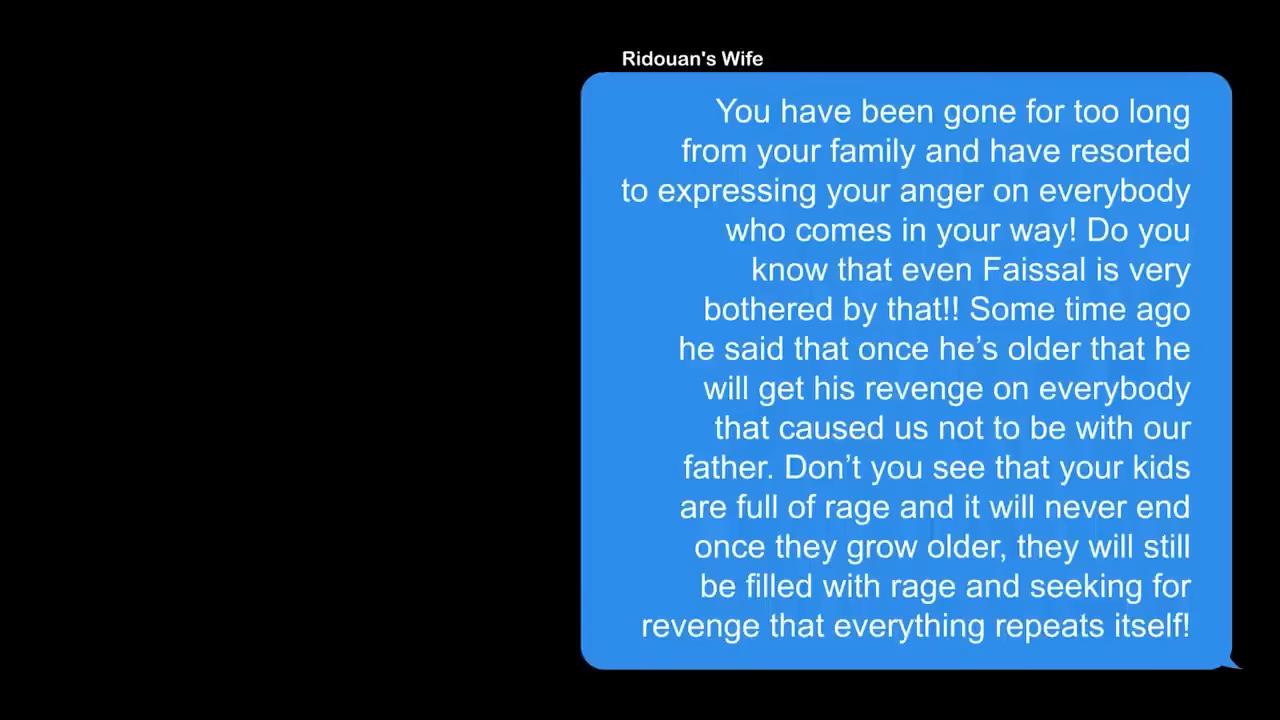 Ridouan's Wife
You have been gone for too long
from your family and have resorted
to expressing your anger on everybody
who comes in your way! Do you
know that even Faissal is very
bothered by that!! Some time ago
he said that once he’s older that he
will get his revenge on everybody
that caused us not to be with our
father. Don’t you see that your kids
are full of rage and it will never end
once they grow older, they will still
be filled with rage and seeking for
revenge that everything repeats itself!